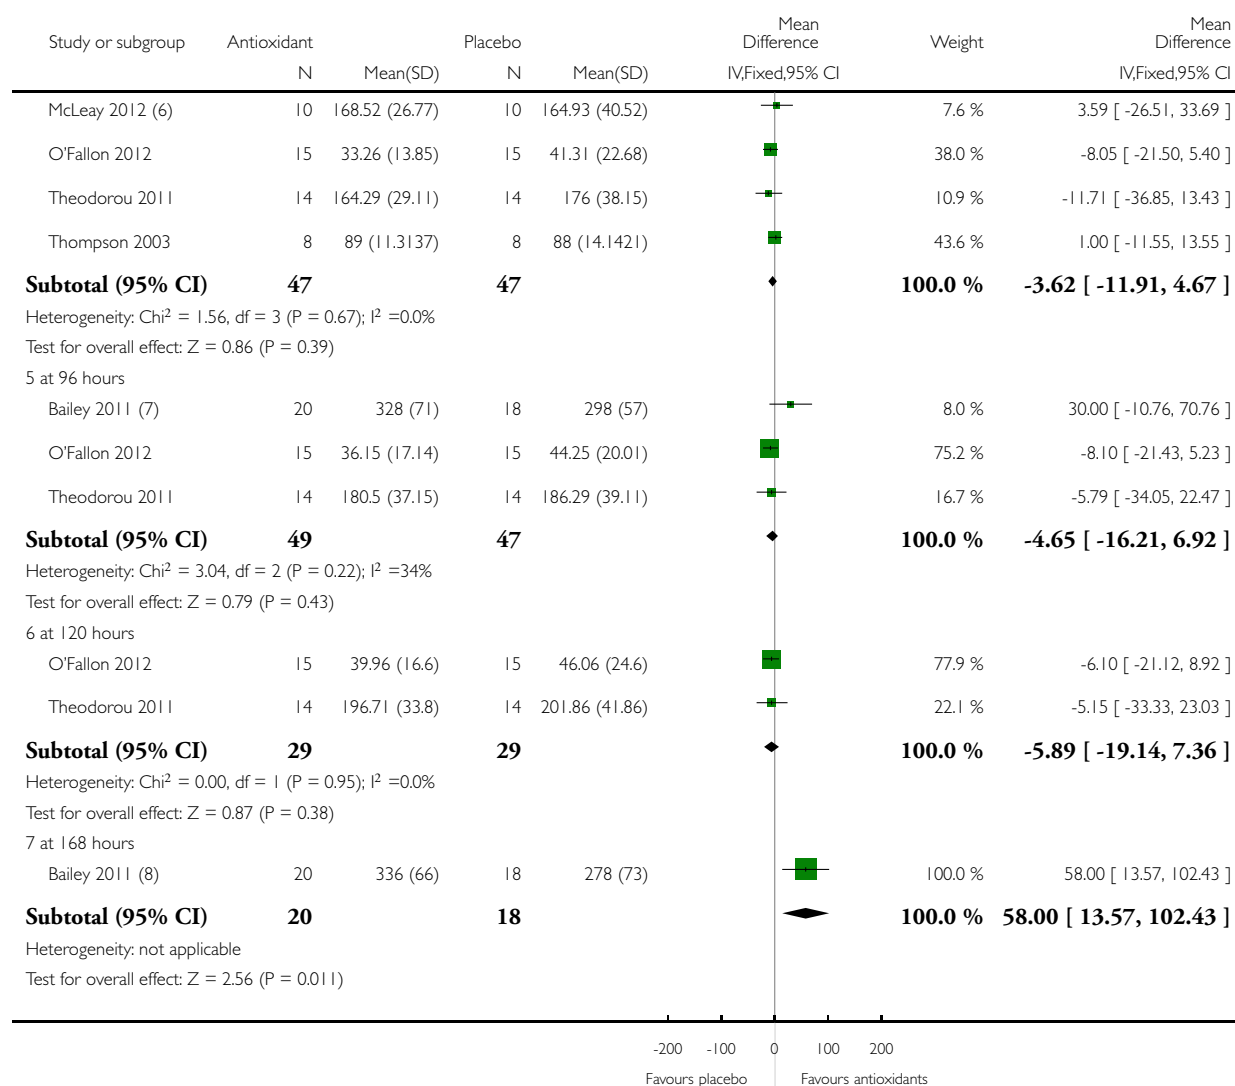 Study or subgroup Antioxidant Placebo Mean Difference Weight Mean Difference
N Mean(SD) N Mean(SD) IV,Fixed,95% CI IV,Fixed,95% CI
McLeay 2012 (6) 10 168.52 (26.77) 10 164.93 (40.52) 7.6 % 3.59 [ -26.51, 33.69 ]
O'Fallon 2012 15 33.26 (13.85) 15 41.31 (22.68) 38.0 % -8.05 [ -21.50, 5.40 ]
Theodorou 2011 14 164.29 (29.11) 14 176 (38.15) 10.9 % -11.71 [ -36.85, 13.43 ]
Thompson 2003 8 89 (11.3137) 8 88 (14.1421) 43.6 % 1.00 [ -11.55, 13.55 ]
Subtotal (95% CI) 47 47 100.0 % -3.62 [ -11.91, 4.67 ]
Heterogeneity: Chi² = 1.56, df = 3 (P = 0.67); I² =0.0%
Test for overall effect: Z = 0.86 (P = 0.39)
5 at 96 hours
Bailey 2011 (7) 20 328 (71) 18 298 (57) 8.0 % 30.00 [ -10.76, 70.76 ]
O'Fallon 2012 15 36.15 (17.14) 15 44.25 (20.01) 75.2 % -8.10 [ -21.43, 5.23 ]
Theodorou 2011 14 180.5 (37.15) 14 186.29 (39.11) 16.7 % -5.79 [ -34.05, 22.47 ]
Subtotal (95% CI) 49 47 100.0 % -4.65 [ -16.21, 6.92 ]
Heterogeneity: Chi² = 3.04, df = 2 (P = 0.22); I² =34%
Test for overall effect: Z = 0.79 (P = 0.43)
6 at 120 hours
O'Fallon 2012 15 39.96 (16.6) 15 46.06 (24.6) 77.9 % -6.10 [ -21.12, 8.92 ]
Theodorou 2011 14 196.71 (33.8) 14 201.86 (41.86) 22.1 % -5.15 [ -33.33, 23.03 ]
Subtotal (95% CI) 29 29 100.0 % -5.89 [ -19.14, 7.36 ]
Heterogeneity: Chi² = 0.00, df = 1 (P = 0.95); I² =0.0%
Test for overall effect: Z = 0.87 (P = 0.38)
7 at 168 hours
Bailey 2011 (8) 20 336 (66) 18 278 (73) 100.0 % 58.00 [ 13.57, 102.43 ]
Subtotal (95% CI) 20 18 100.0 % 58.00 [ 13.57, 102.43 ]
Heterogeneity: not applicable
Test for overall effect: Z = 2.56 (P = 0.011)
-200 -100 0 100 200
Favours placebo Favours antioxidants